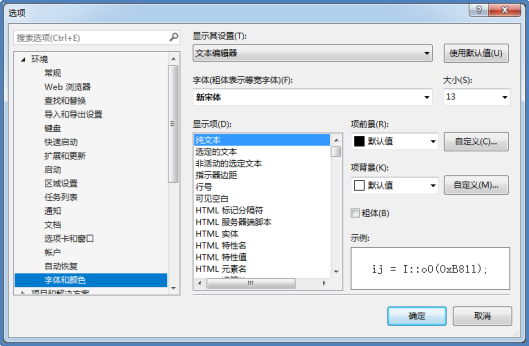 选项
搜索选项(Ctrl+E)
环境
常规
Web 浏览器
查找和替换
导入和导出设置
键盘
快速启动
扩展和更新
启动
区域设置
任务列表
通知
文档
选项卡和窗口
帐户
自动恢复
字体和颜色
项目和解决方案
显示其设置(T):
文本编辑器
使用默认值(U)
字体(粗体表示等宽字体)(F):
大小(S):
新宋体
13
显示项(D):
纯文本
选定的文本
非活动的选定文本
指示器边距
行号
可见空白
HTML 标记分隔符
HTML 服务器端脚本
HTML 实体
HTML 特性名
HTML 特性值
HTML 元素名
项前景(R):
默认值
自定义(C)...
项背景(K):
默认值
自定义(M)...
粗体(B)
示例:
ij = I::oO(0xB81l);
确定
取消